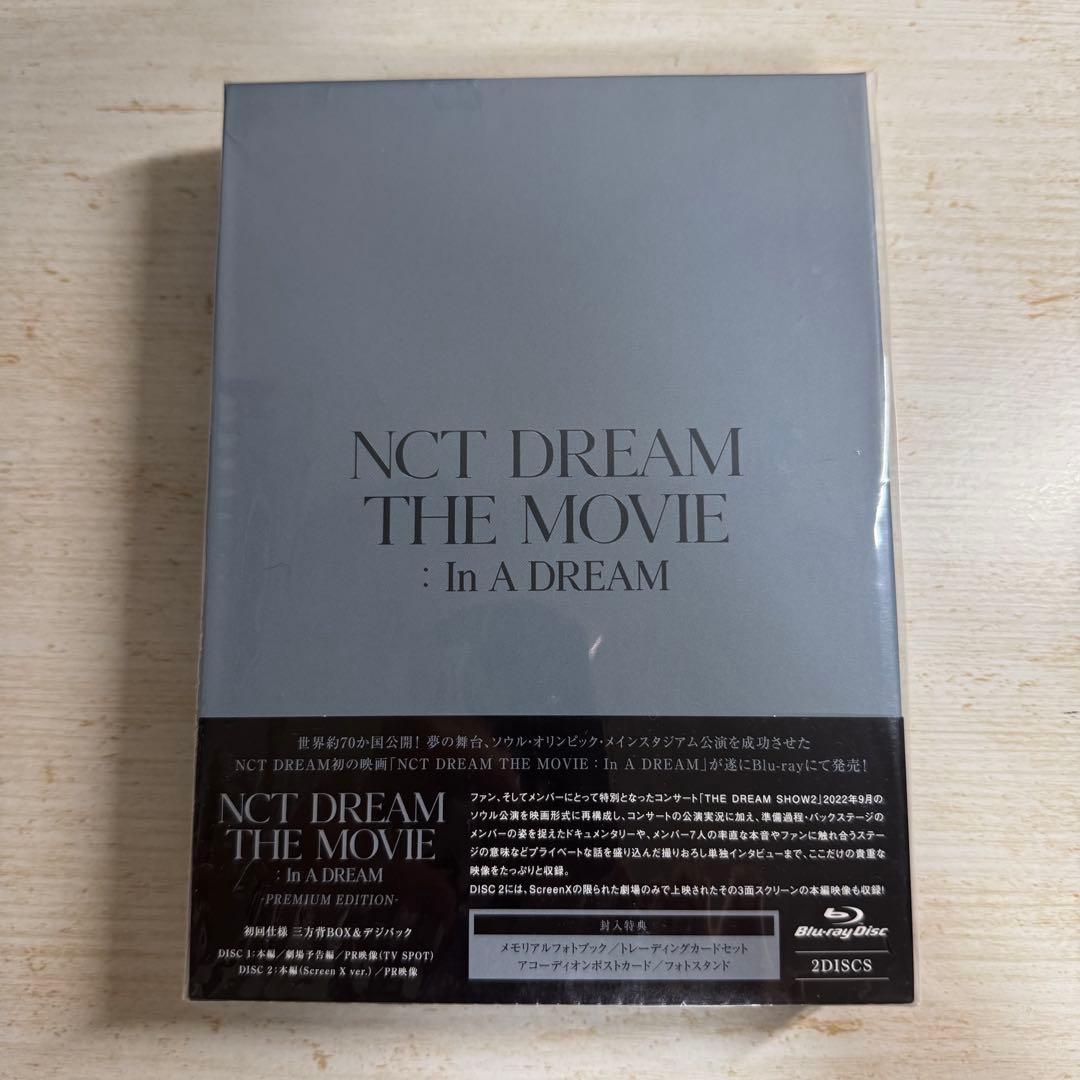 NCT DREAM
THE MOVIE
: In A DREAM
世界約70か国公開! 夢の舞台、ソウル・オリンピック・メインスタジアム公演を成功させた
NCT DREAM初の映画「NCT DREAM THE MOVIE : In A DREAM」が遂にBlu-rayにて発売!
NCT DREAM
THE MOVIE
: In A DREAM
-PREMIUM EDITION-
初回仕様 三方背BOX&デジパック
DISC 1:本編/劇場予告編/PR映像(TV SPOT)
DISC 2:本編(Screen X ver.)/PR映像
ファン、そしてメンバーにとって特別となったコンサート「THE DREAM SHOW2」2022年9月の
ソウル公演を映画形式に再構成し、コンサートの公演実況に加え、準備過程・バックステージの
メンバーの姿を捉えたドキュメンタリーや、メンバー7人の率直な本音やファンに触れ合うステー
ジの意味などプライベートな話を盛り込んだ撮りおろし単独インタビューまで、ここだけの貴重な
映像をたっぷりと収録。
DISC 2には、ScreenXの限られた劇場のみで上映されたその3面スクリーンの本編映像も収録!
封入特典
メモリアルフォトブック/トレーディングカードセット
アコーディオンポストカード/フォトスタンド
Blu-ray Disc
2DISCS